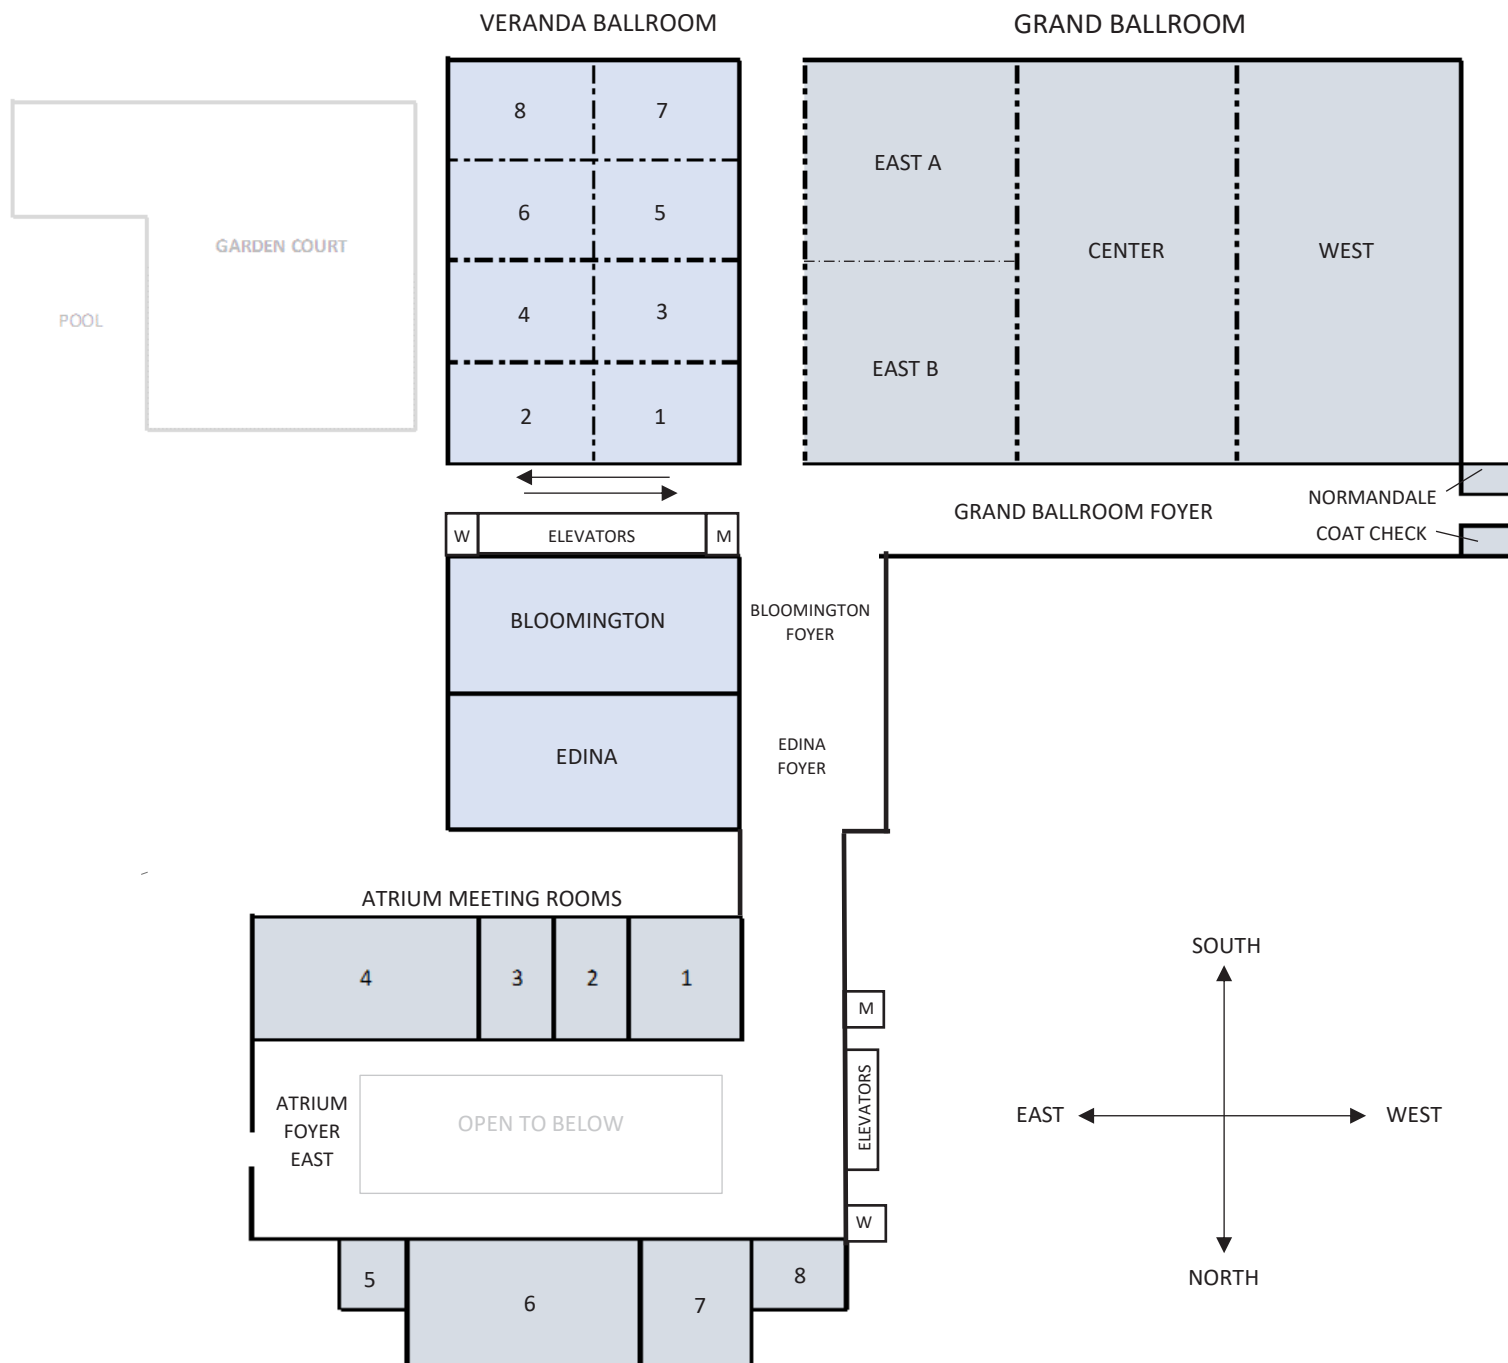 VERANDA BALLROOM
GRAND BALLROOM
8
7
6
5
4
3
2
1
EAST A
EAST B
CENTER
WEST
GARDEN COURT
POOL
NORMANDALE
COAT CHECK
GRAND BALLROOM FOYER
W
ELEVATORS
M
BLOOMINGTON
BLOOMINGTON
FOYER
EDINA
EDINA
FOYER
ATRIUM MEETING ROOMS
4
3
2
1
M
ELEVATORS
W
ATRIUM
FOYER
EAST
OPEN TO BELOW
5
6
7
8
SOUTH
EAST
WEST
NORTH